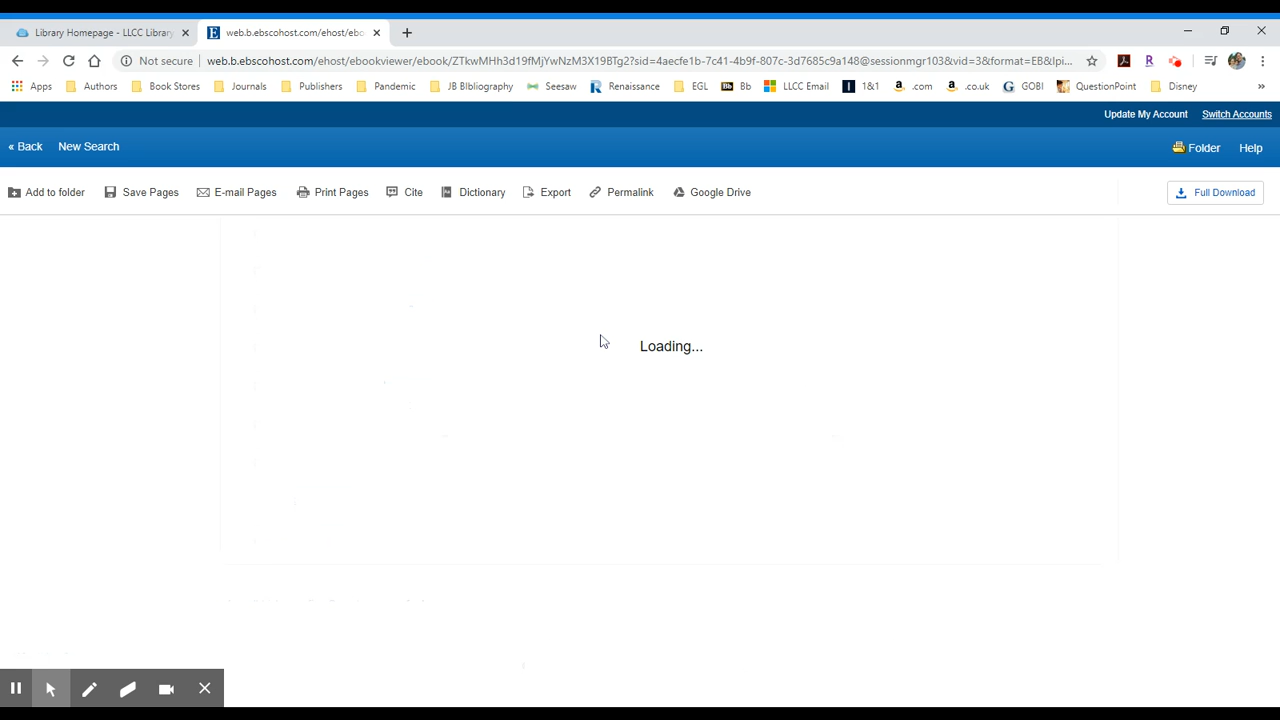 Library Homepage - LLCC Library
web.b.ebscohost.com/ehost/ebo
Not secure web.b.ebscohost.com/ehost/ebookviewer/ebook/ZTkwMHh3d19fMjYwNzM3X19BTg2?sid=4aecfe1b-7c41-4b9f-807c-3d7685c9a148@sessionmgr103&vid=3&format=EB&lpi...
Apps Authors Book Stores Journals Publishers Pandemic JB BIbliography Seesaw Renaissance EGL Bb Bb LLCC Email 1&1 .com .co.uk GOBI QuestionPoint Disney »
Update My Account Switch Accounts
« Back New Search Folder Help
Add to folder Save Pages E-mail Pages Print Pages Cite Dictionary Export Permalink Google Drive Full Download
Loading...